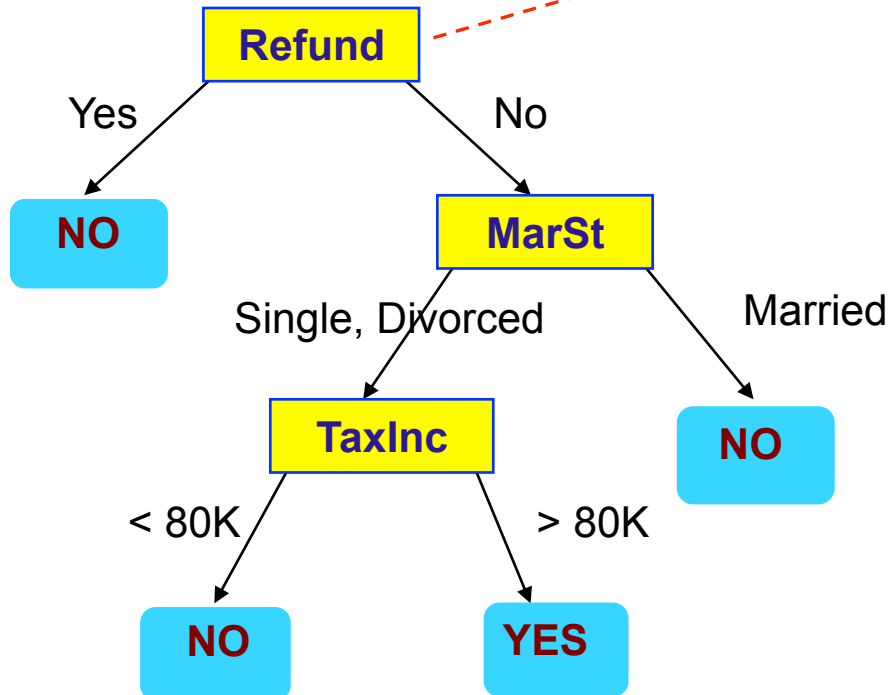 Refund
Yes
No
NO
MarSt
Single, Divorced
Married
TaxInc
NO
< 80K
> 80K
NO
YES